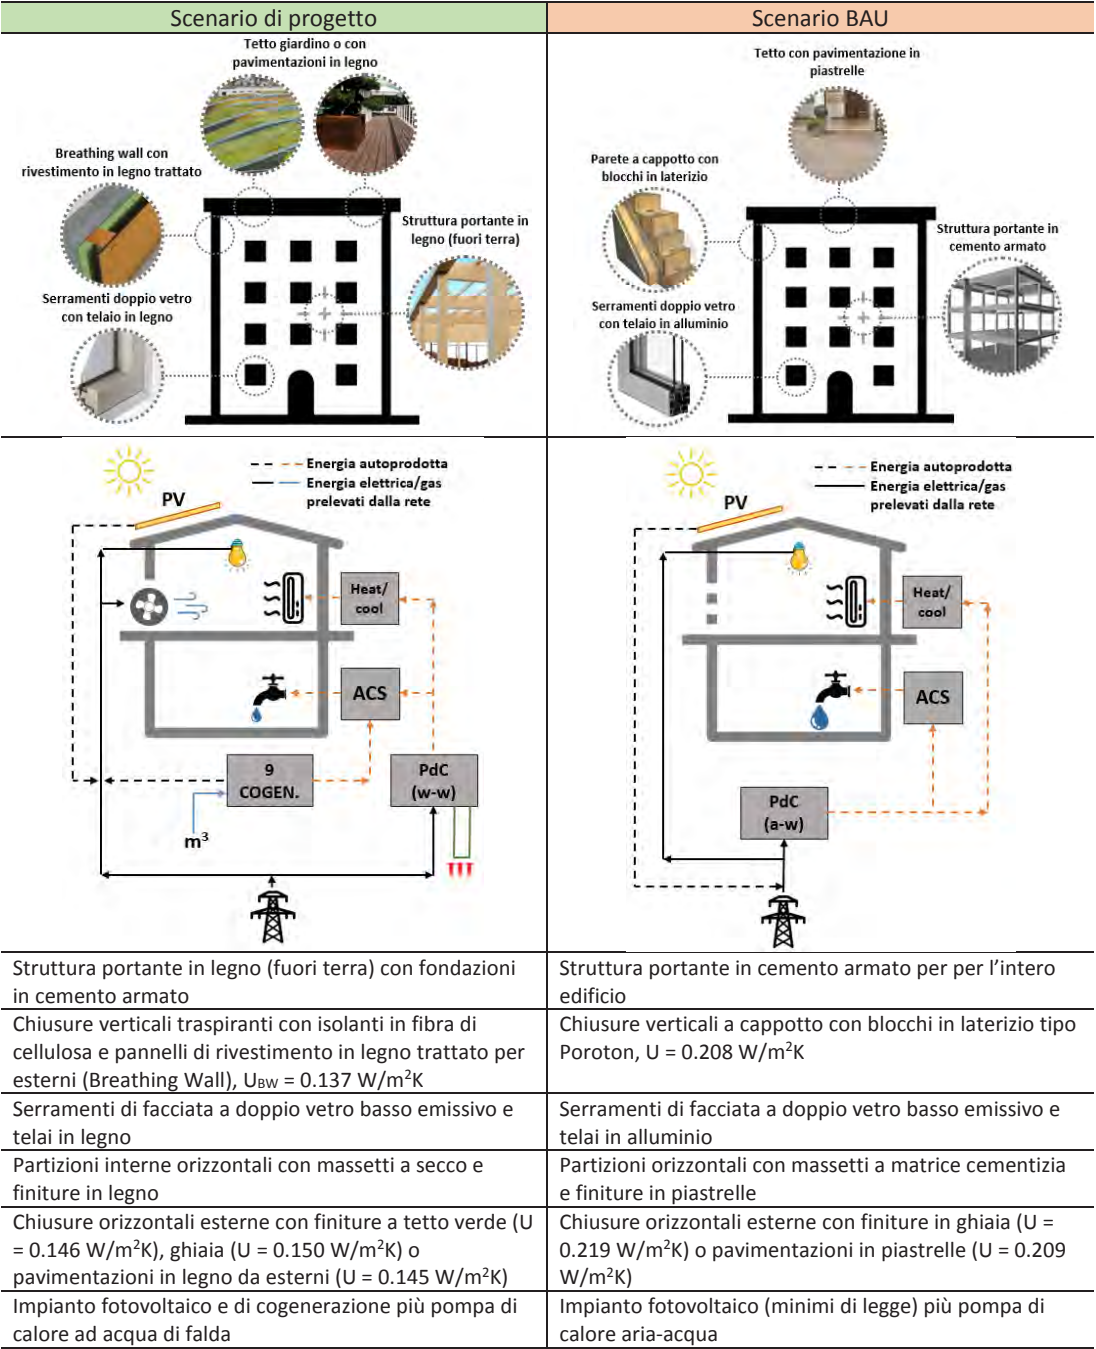 Scenario di progetto
Scenario BAU
Tetto giardino o con
pavimentazioni in legno
Breathing wall con
rivestimento in legno trattato
Struttura portante in
legno (fuori terra)
Serramenti doppio vetro
con telaio in legno
Tetto con pavimentazione in
piastrelle
Parete a cappotto con
blocchi in laterizio
Struttura portante in
cemento armato
Serramenti doppio vetro
con telaio in alluminio
Energia autoprodotta
Energia elettrica/gas
prelevati dalla rete
PV
Heat/
cool
ACS
9
COGEN.
PdC
(w-w)
m³
Energia autoprodotta
Energia elettrica/gas
prelevati dalla rete
PV
Heat/
cool
ACS
PdC
(a-w)
Struttura portante in legno (fuori terra) con fondazioni
in cemento armato
Struttura portante in cemento armato per per l’intero
edificio
Chiusure verticali traspiranti con isolanti in fibra di
cellulosa e pannelli di rivestimento in legno trattato per
esterni (Breathing Wall), UBW = 0.137 W/m²K
Chiusure verticali a cappotto con blocchi in laterizio tipo
Poroton, U = 0.208 W/m²K
Serramenti di facciata a doppio vetro basso emissivo e
telai in legno
Serramenti di facciata a doppio vetro basso emissivo e
telai in alluminio
Partizioni interne orizzontali con massetti a secco e
finiture in legno
Partizioni orizzontali con massetti a matrice cementizia
e finiture in piastrelle
Chiusure orizzontali esterne con finiture a tetto verde (U
= 0.146 W/m²K), ghiaia (U = 0.150 W/m²K) o
pavimentazioni in legno da esterni (U = 0.145 W/m²K)
Chiusure orizzontali esterne con finiture in ghiaia (U =
0.219 W/m²K) o pavimentazioni in piastrelle (U = 0.209
W/m²K)
Impianto fotovoltaico e di cogenerazione più pompa di
calore ad acqua di falda
Impianto fotovoltaico (minimi di legge) più pompa di
calore aria-acqua